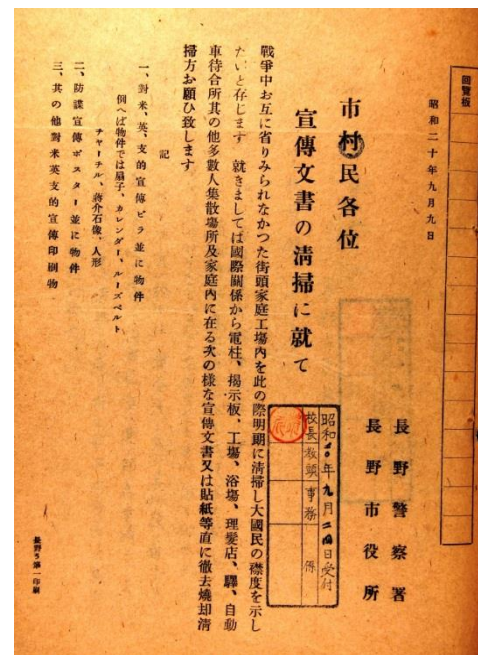 回覽板
昭和二十年九月九日
長野警察署
長野市役所
市村民各位
宣傳文書の淸掃に就て
戰爭中お互に省りみられなかつた街頭家庭工場內を此の際明朗に淸掃し大國民の襟度を示し
たいと存じます 就きましては國際關係から電柱、揭示板、工場、浴場、理髮店、驛、自動
車待合所其の他多數人集散場所及家庭內に在る次の樣な宣傳文書又は貼紙等直に徹去燒却淸
掃方お願ひ致します
記
一、對米、英、支的宣傳ビラ並に物件
例へば物件では扇子、カレンダー、ルーズベルト
チャーチル、蔣介石像、人形
二、防諜宣傳ポスター並に物件
三、其の他對米英支的宣傳印刷物
昭和20年九月二四日受付
校長 敎頭 事務 係
長野5第一印刷